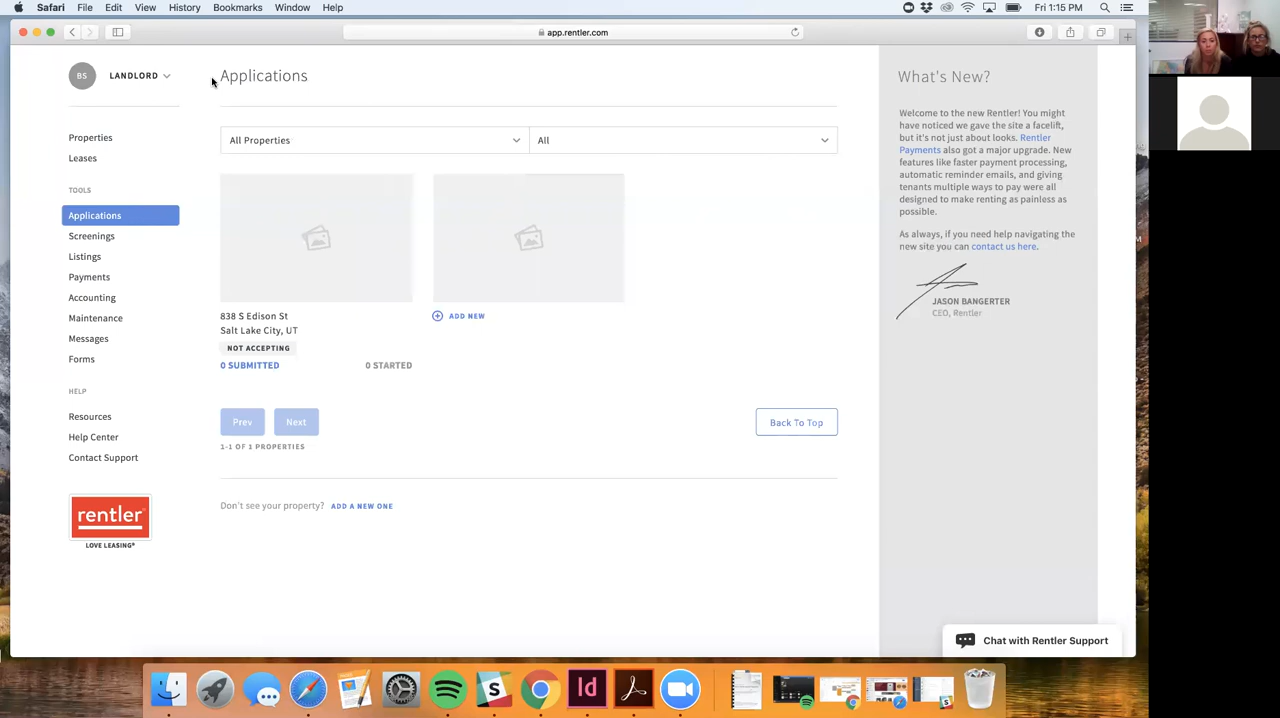 Safari File Edit View History Bookmarks Window Help Fri 1:15 PM
app.rentler.com
BS LANDLORD
Properties
Leases
TOOLS
Applications
Screenings
Listings
Payments
Accounting
Maintenance
Messages
Forms
HELP
Resources
Help Center
Contact Support
rentler
LOVE LEASING®
Applications
All Properties All
838 S Edison St
Salt Lake City, UT
NOT ACCEPTING
0 SUBMITTED 0 STARTED
ADD NEW
Prev Next Back To Top
1-1 OF 1 PROPERTIES
Don't see your property? ADD A NEW ONE
What's New?
Welcome to the new Rentler! You might
have noticed we gave the site a facelift,
but it's not just about looks. Rentler
Payments also got a major upgrade. New
features like faster payment processing,
automatic reminder emails, and giving
tenants multiple ways to pay were all
designed to make renting as painless as
possible.
As always, if you need help navigating the
new site you can contact us here.
JASON BANGERTER
CEO, Rentler
Chat with Rentler Support
Id